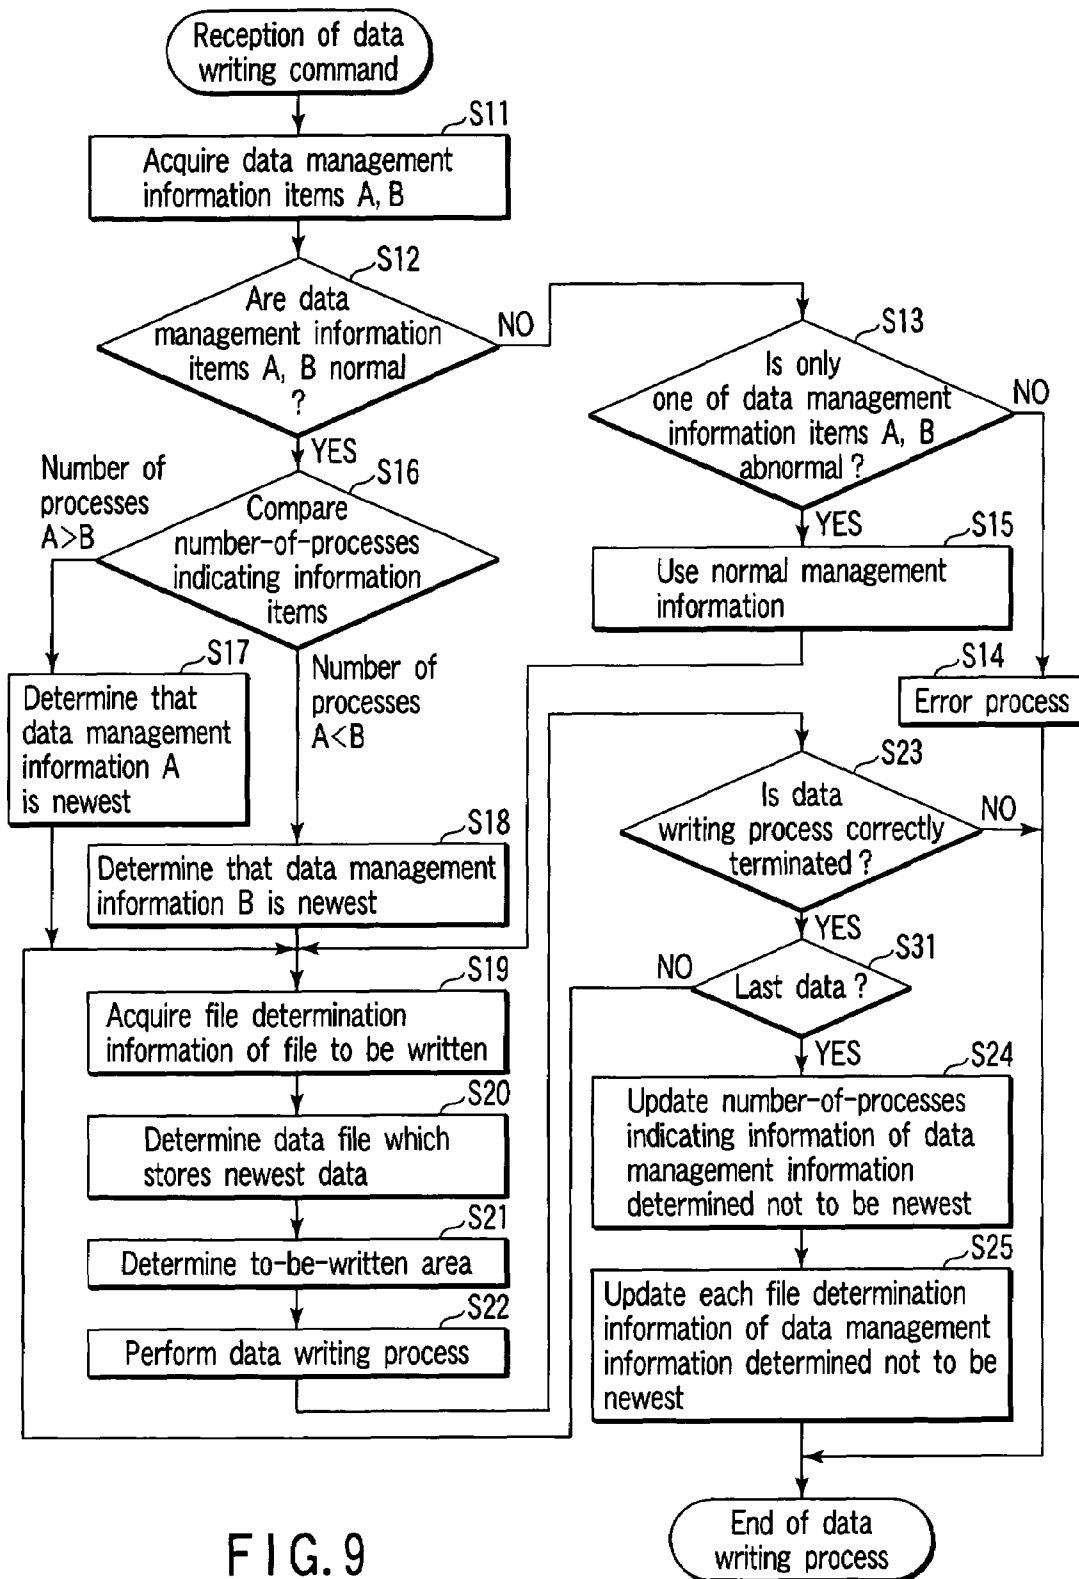 Reception of data
writing command
S11
Acquire data management
information items A, B
S12
Are data
management information
items A, B normal
?
NO
YES
S13
Is only
one of data management
information items A, B
abnormal ?
NO
YES
S15
Use normal management
information
S14
Error process
Number of
processes
A>B
S16
Compare
number-of-processes
indicating information
items
Number of
processes
A<B
S17
Determine that
data management
information A
is newest
S18
Determine that data management
information B is newest
S19
Acquire file determination
information of file to be written
S20
Determine data file which
stores newest data
S21
Determine to-be-written area
S22
Perform data writing process
S23
Is data
writing process correctly
terminated ?
NO
YES
S31
Last data ?
NO
YES
S24
Update number-of-processes
indicating information of data
management information
determined not to be newest
S25
Update each file determination
information of data management
information determined not to be
newest
End of data
writing process
FIG. 9